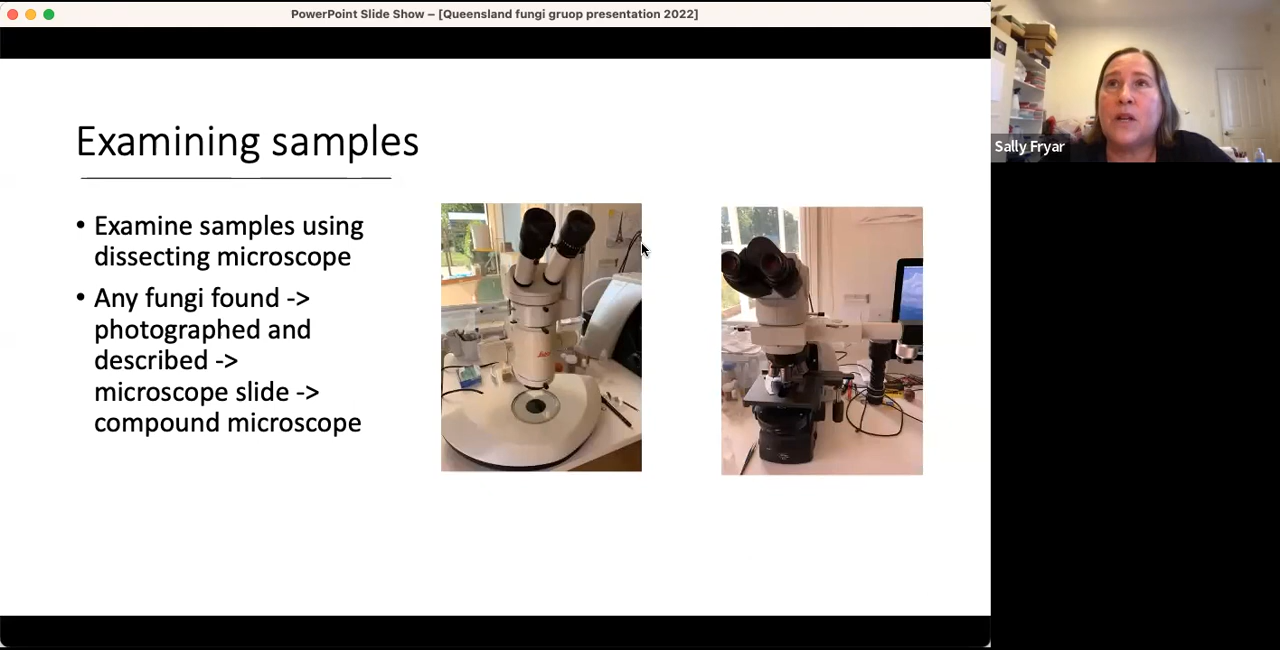 PowerPoint Slide Show – [Queensland fungi gruop presentation 2022]
Examining samples
• Examine samples using
dissecting microscope
• Any fungi found ->
photographed and
described ->
microscope slide ->
compound microscope
Sally Fryar